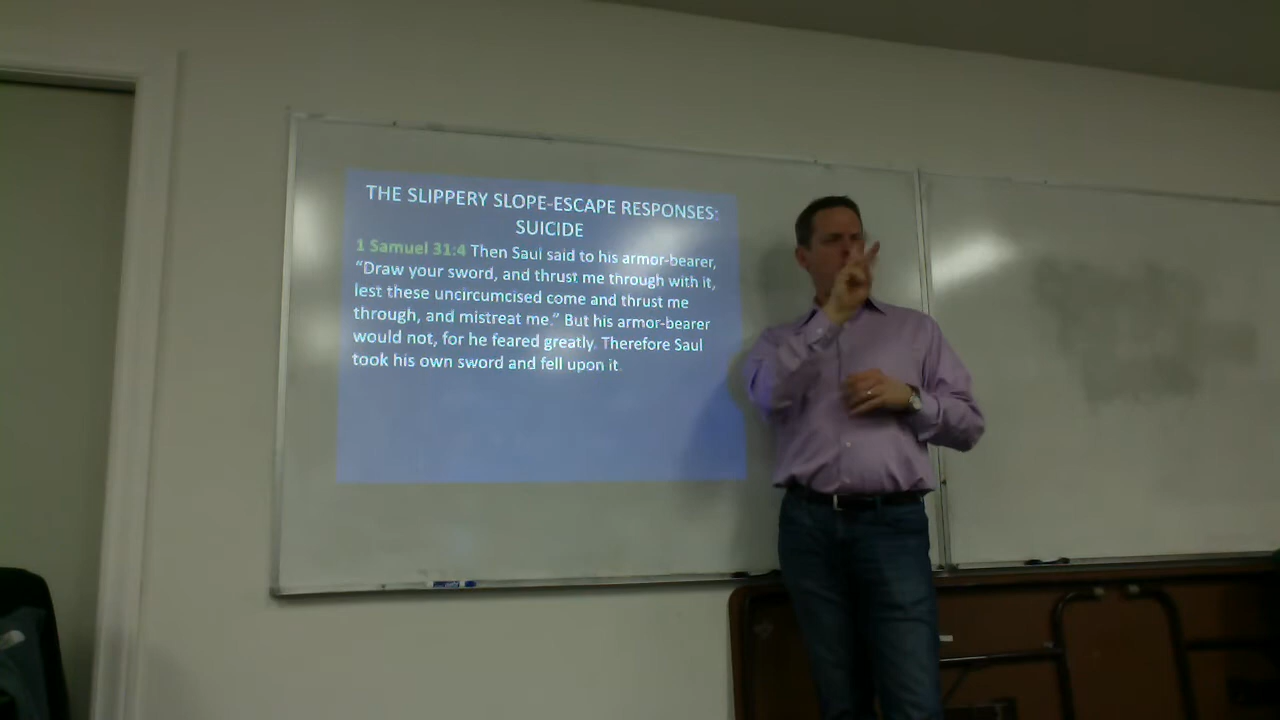 THE SLIPPERY SLOPE-ESCAPE RESPONSES:
SUICIDE
1 Samuel 31:4 Then Saul said to his armor-bearer,
“Draw your sword, and thrust me through with it,
lest these uncircumcised come and thrust me
through, and mistreat me.” But his armor-bearer
would not, for he feared greatly. Therefore Saul
took his own sword and fell upon it.